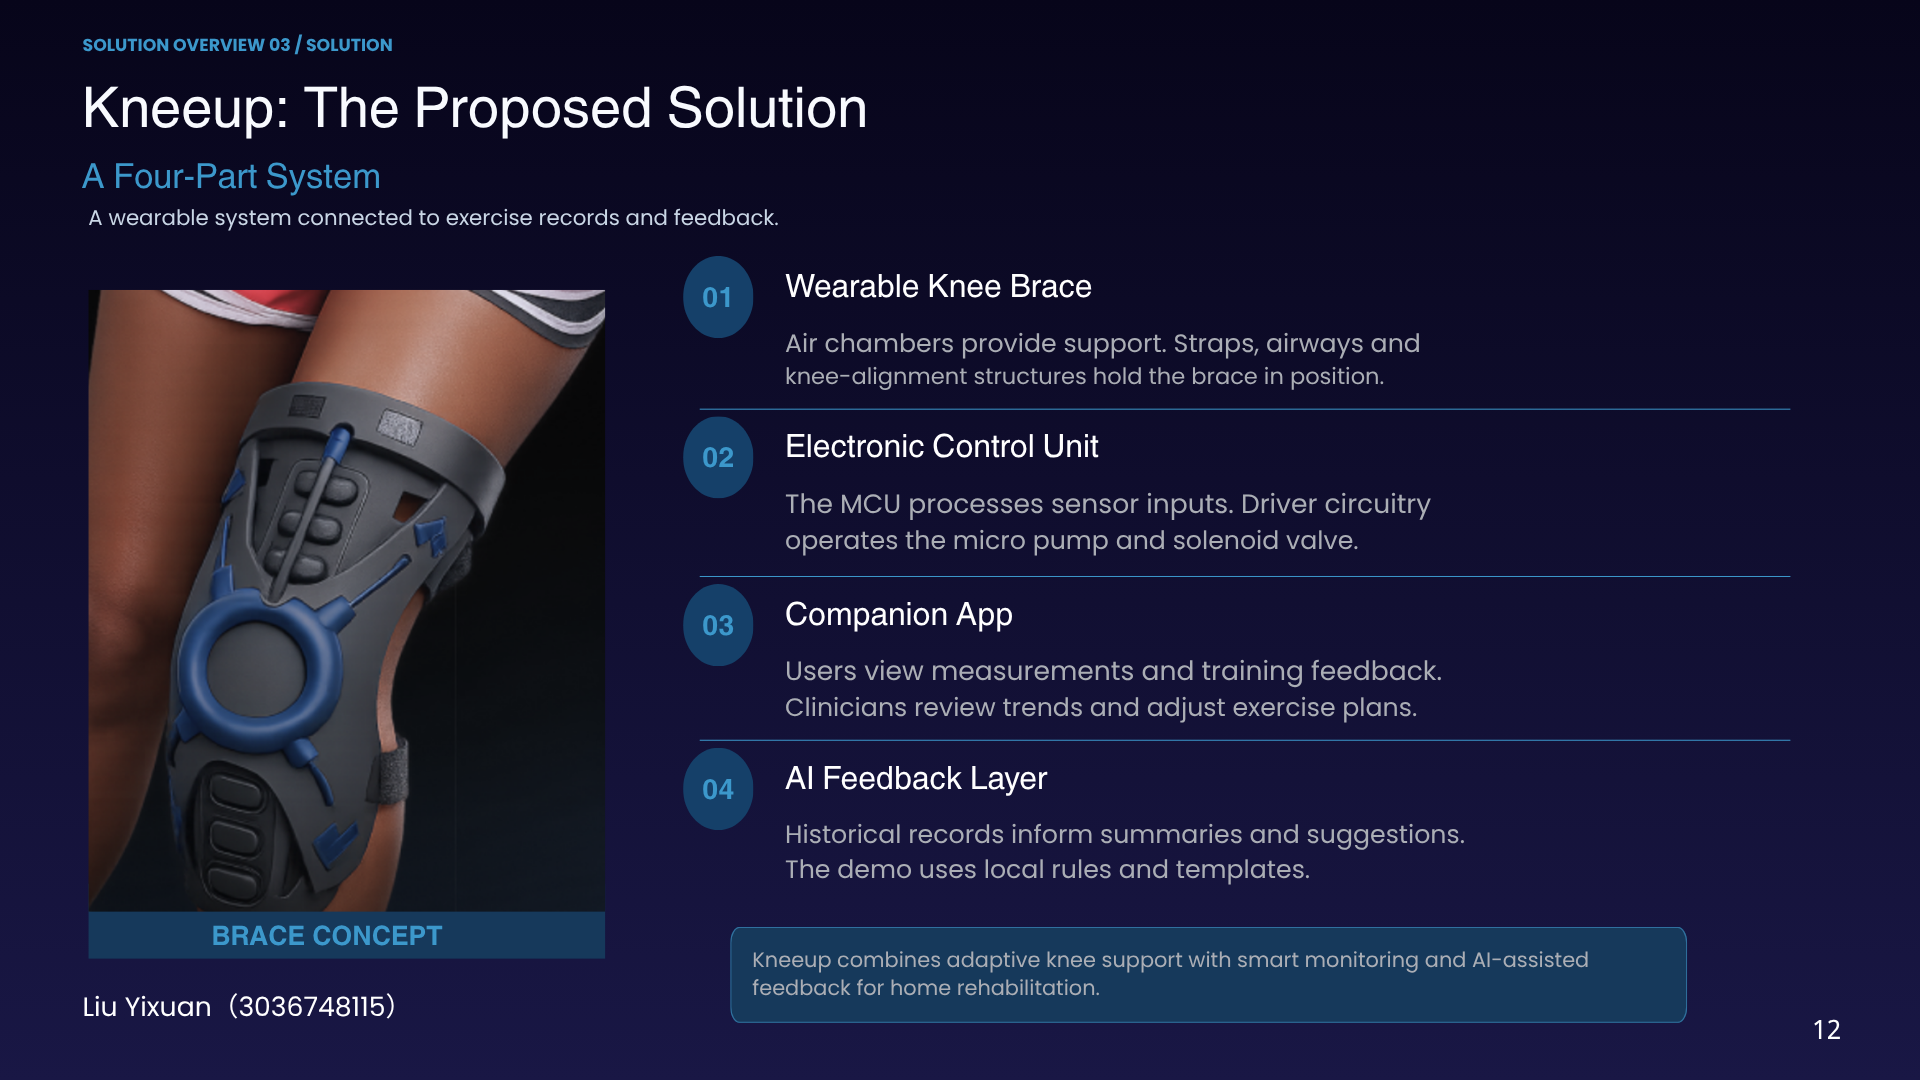 SOLUTION OVERVIEW 03 / SOLUTION
Kneeup: The Proposed Solution
A Four-Part System
A wearable system connected to exercise records and feedback.
01
Wearable Knee Brace
Air chambers provide support. Straps, airways and
knee-alignment structures hold the brace in position.
02
Electronic Control Unit
The MCU processes sensor inputs. Driver circuitry
operates the micro pump and solenoid valve.
03
Companion App
Users view measurements and training feedback.
Clinicians review trends and adjust exercise plans.
04
AI Feedback Layer
Historical records inform summaries and suggestions.
The demo uses local rules and templates.
BRACE CONCEPT
Kneeup combines adaptive knee support with smart monitoring and AI-assisted
feedback for home rehabilitation.
Liu Yixuan（3036748115）
12